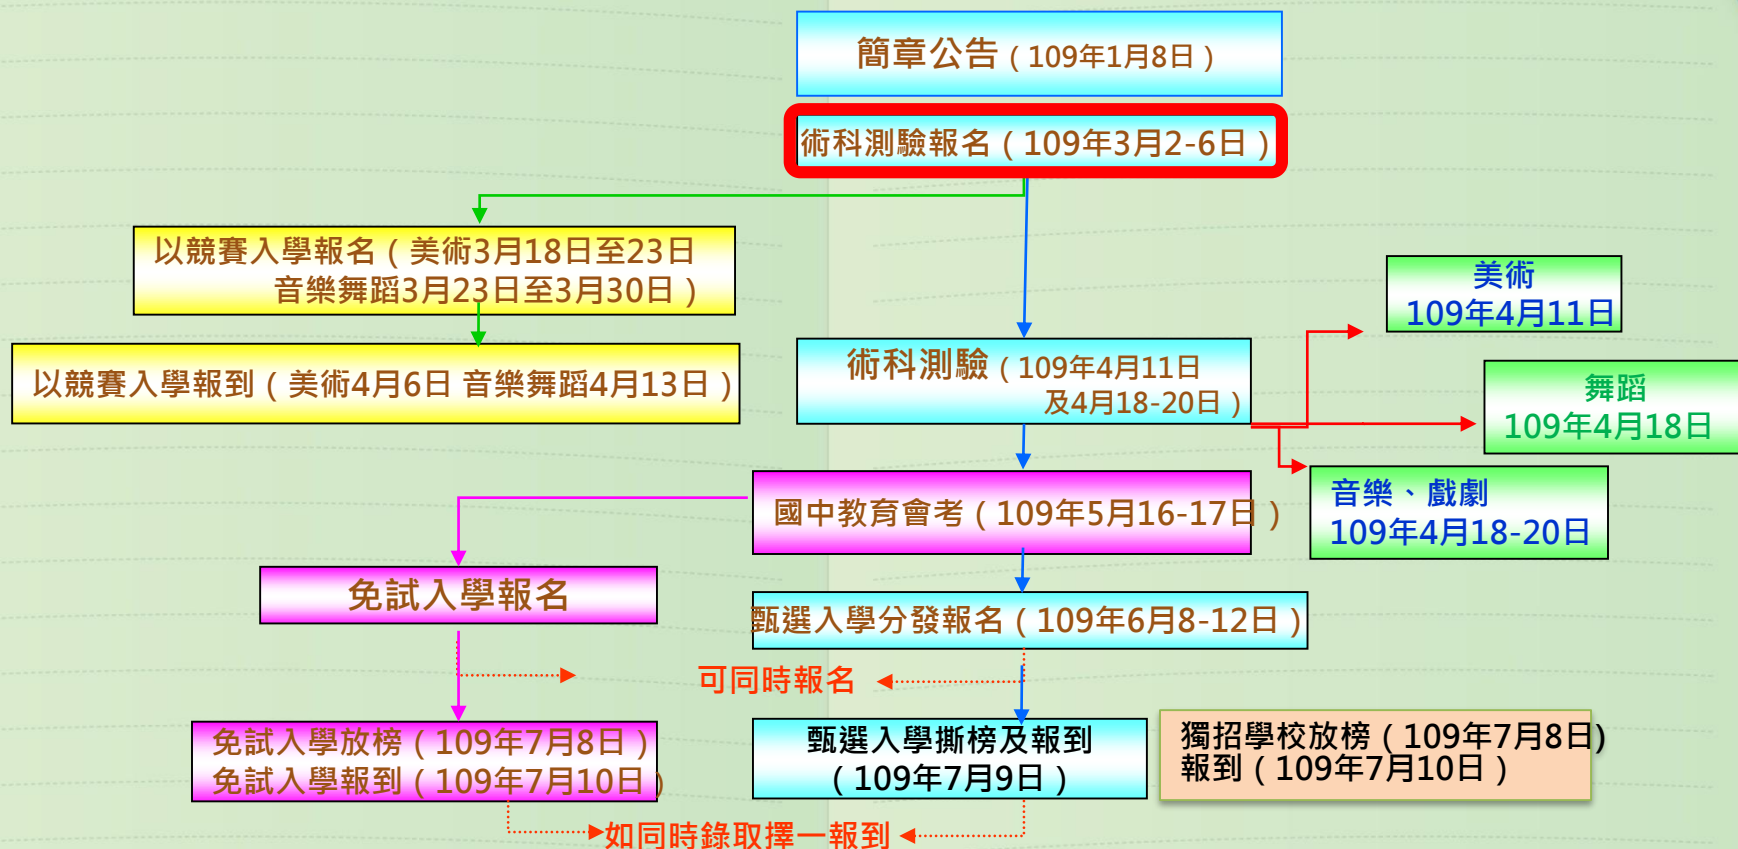 簡章公告(109年1月8日)
術科測驗報名(109年3月2-6日)
以競賽入學報名(美術3月18日至23日
音樂舞蹈3月23日至3月30日)
美術
109年4月11日
以競賽入學報到(美術4月6日 音樂舞蹈4月13日)
術科測驗(109年4月11日
及4月18-20日)
舞蹈
109年4月18日
國中教育會考(109年5月16-17日)
音樂、戲劇
109年4月18-20日
免試入學報名
甄選入學分發報名(109年6月8-12日)
可同時報名
免試入學放榜(109年7月8日)
免試入學報到(109年7月10日)
甄選入學撕榜及報到
(109年7月9日)
獨招學校放榜(109年7月8日)
報到(109年7月10日)
如同時錄取擇一報到